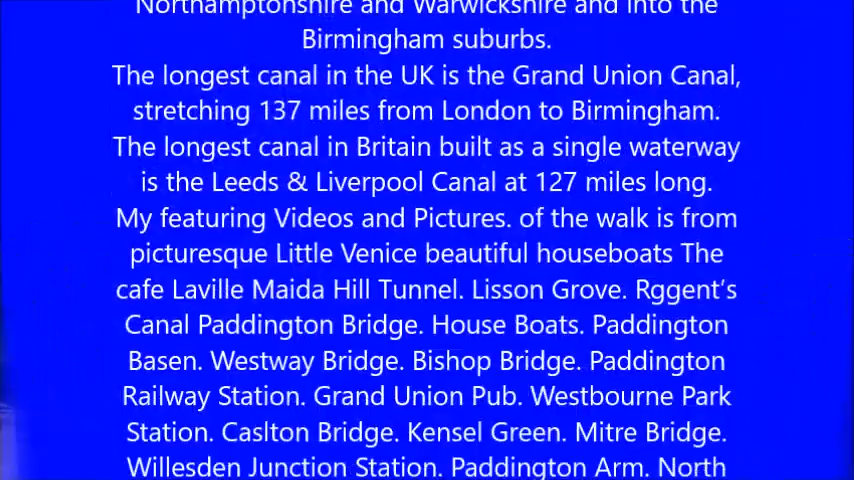 Northamptonshire and Warwickshire and into the
Birmingham suburbs.
The longest canal in the UK is the Grand Union Canal,
stretching 137 miles from London to Birmingham.
The longest canal in Britain built as a single waterway
is the Leeds & Liverpool Canal at 127 miles long.
My featuring Videos and Pictures. of the walk is from
picturesque Little Venice beautiful houseboats The
cafe Laville Maida Hill Tunnel. Lisson Grove. Rggent’s
Canal Paddington Bridge. House Boats. Paddington
Basen. Westway Bridge. Bishop Bridge. Paddington
Railway Station. Grand Union Pub. Westbourne Park
Station. Caslton Bridge. Kensel Green. Mitre Bridge.
Willesden Junction Station. Paddington Arm. North